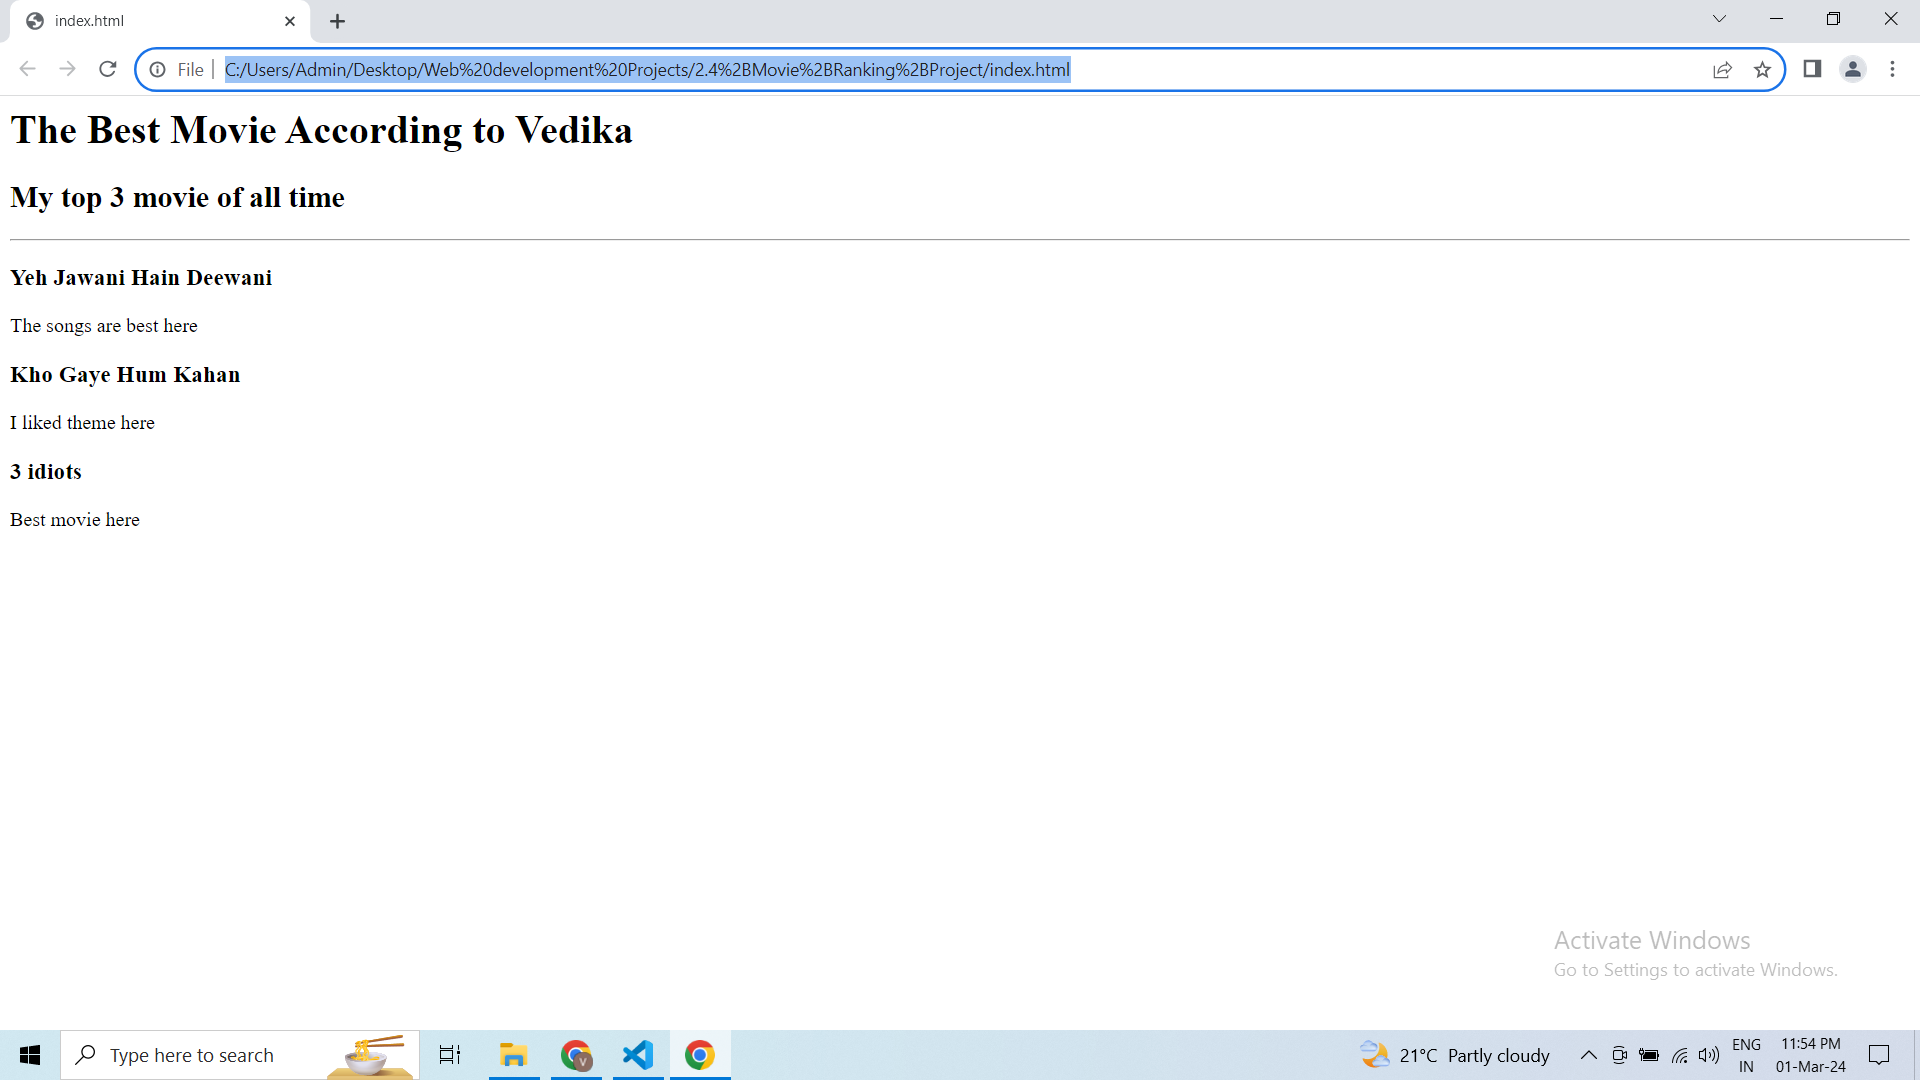 index.html
File
C:/Users/Admin/Desktop/Web%20development%20Projects/2.4%2BMovie%2BRanking%2BProject/index.html
The Best Movie According to Vedika
My top 3 movie of all time
Yeh Jawani Hain Deewani
The songs are best here
Kho Gaye Hum Kahan
I liked theme here
3 idiots
Best movie here
Activate Windows
Go to Settings to activate Windows.
Type here to search
V
21°C Partly cloudy
ENG
IN
11:54 PM
01-Mar-24